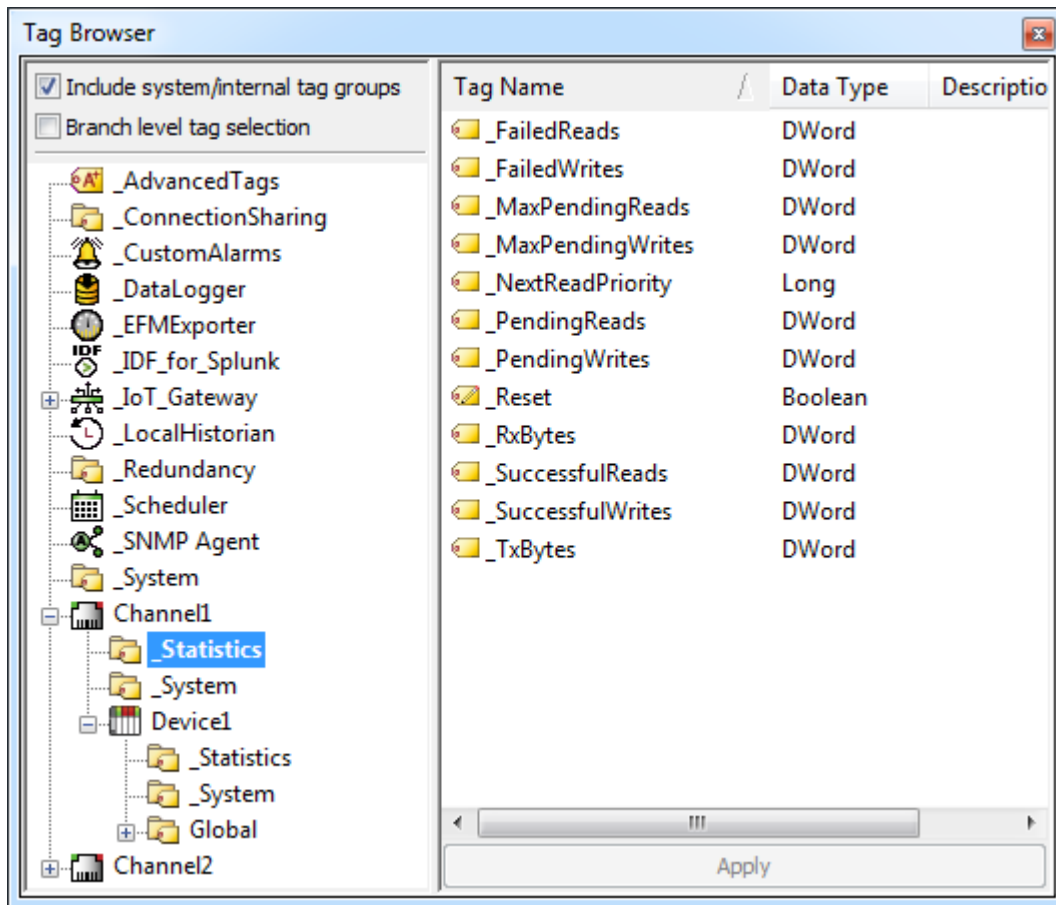 Tag Browser
Include system/internal tag groups
Branch level tag selection
_AdvancedTags
_ConnectionSharing
_CustomAlarms
_DataLogger
_EFMExporter
IDF
_IDF_for_Splunk
_IoT_Gateway
_LocalHistorian
_Redundancy
_Scheduler
_SNMP Agent
_System
Channel1
_Statistics
_System
Device1
_Statistics
_System
Global
Channel2
Tag Name Data Type Descriptio
_FailedReads DWord
_FailedWrites DWord
_MaxPendingReads DWord
_MaxPendingWrites DWord
_NextReadPriority Long
_PendingReads DWord
_PendingWrites DWord
_Reset Boolean
_RxBytes DWord
_SuccessfulReads DWord
_SuccessfulWrites DWord
_TxBytes DWord
Apply